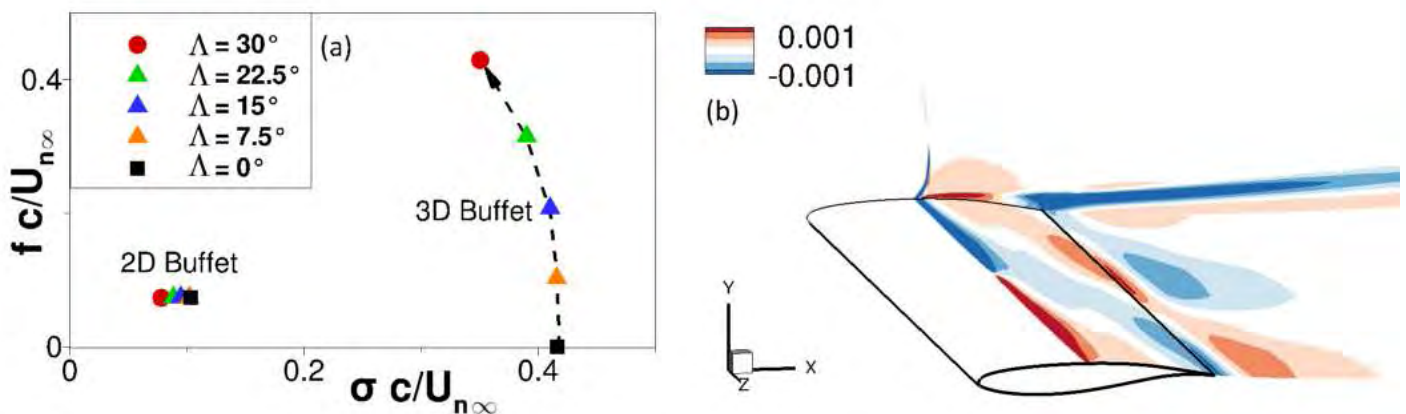 Λ = 30°
Λ = 22.5°
Λ = 15°
Λ = 7.5°
Λ = 0°
(a)
0.4
f c/U n∞
3D Buffet
2D Buffet
0
0
0.2
0.4
σ c/U n∞
0.001
-0.001
(b)
Y
X
Z